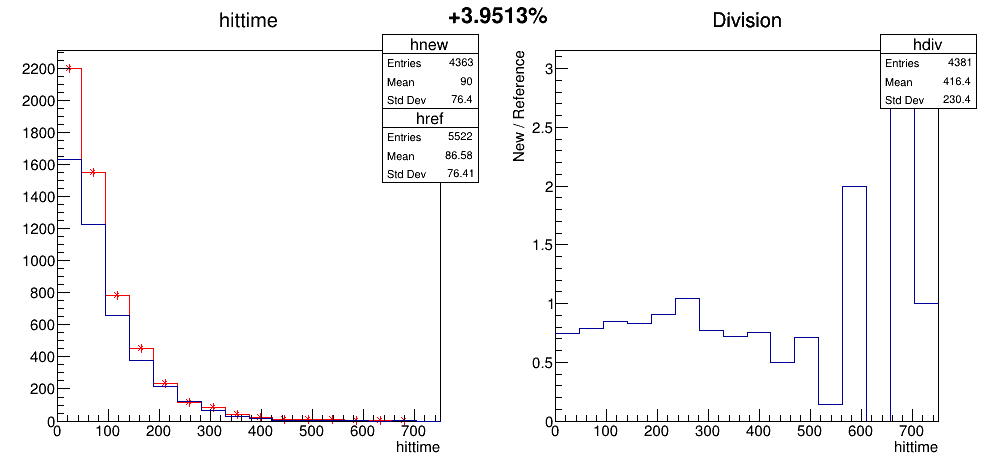 +3.9513%
hittime
hnew
Entries 4363
Mean 90
Std Dev 76.4
href
Entries 5522
Mean 86.58
Std Dev 76.41
2200
2000
1800
1600
1400
1200
1000
800
600
400
200
0
0 100 200 300 400 500 600 700
hittime
Division
hdiv
Entries 4381
Mean 416.4
Std Dev 230.4
New / Reference
3
2.5
2
1.5
1
0.5
0
0 100 200 300 400 500 600 700
hittime